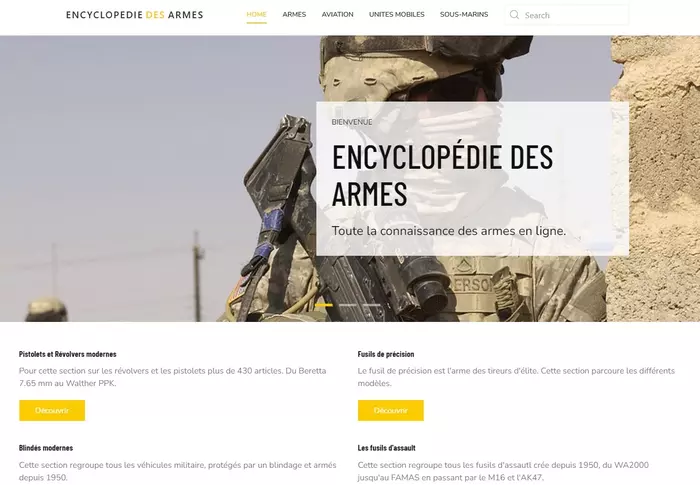 ENCYCLOPEDIE DES ARMES
HOME ARMES AVIATION UNITES MOBILES SOUS-MARINS Search
BIENVENUE
ENCYCLOPÉDIE DES
ARMES
Toute la connaissance des armes en ligne.
Pistolets et Révolvers modernes
Pour cette section sur les révolvers et les pistolets plus de 430 articles. Du Beretta
7.65 mm au Walther PPK.
Découvrir
Fusils de précision
Le fusil de précision est l'arme des tireurs d'élite. Cette section parcoure les différents
modèles.
Découvrir
Blindés modernes
Cette section regroupe tous les véhicules militaire, protégés par un blindage et armés
depuis 1950.
Les fusils d'assault
Cette section regroupe tous les fusils d'assautl crée depuis 1950, du WA2000
jusqu'au FAMAS en passant par le M16 et l'AK47.